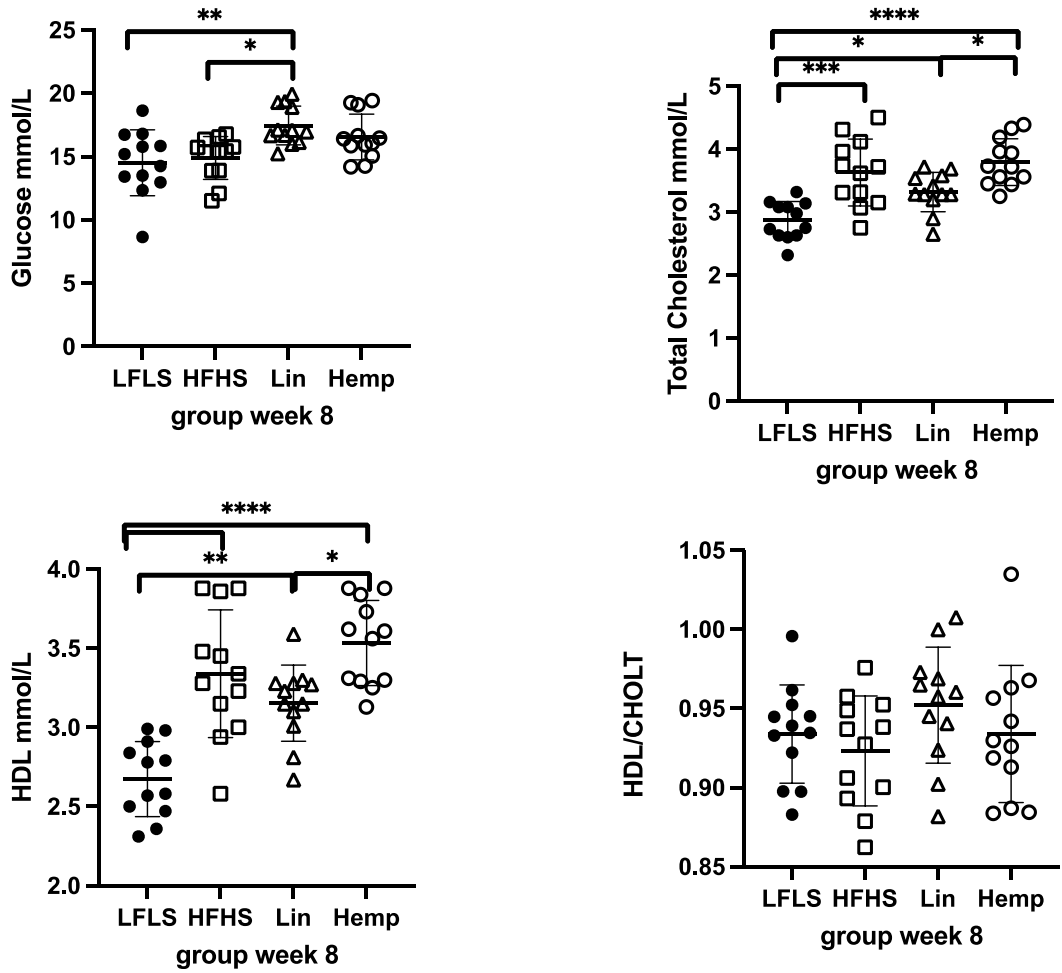 **
*
25
20
15
10
5
0
Glucose mmol/L
LFLS HFHS Lin Hemp
group week 8
****
*
*
***
5
4
3
2
1
0
Total Cholesterol mmol/L
LFLS HFHS Lin Hemp
group week 8
****
**
*
4.0
3.5
3.0
2.5
2.0
HDL mmol/L
LFLS HFHS Lin Hemp
group week 8
1.05
1.00
0.95
0.90
0.85
HDL/CHOLT
LFLS HFHS Lin Hemp
group week 8